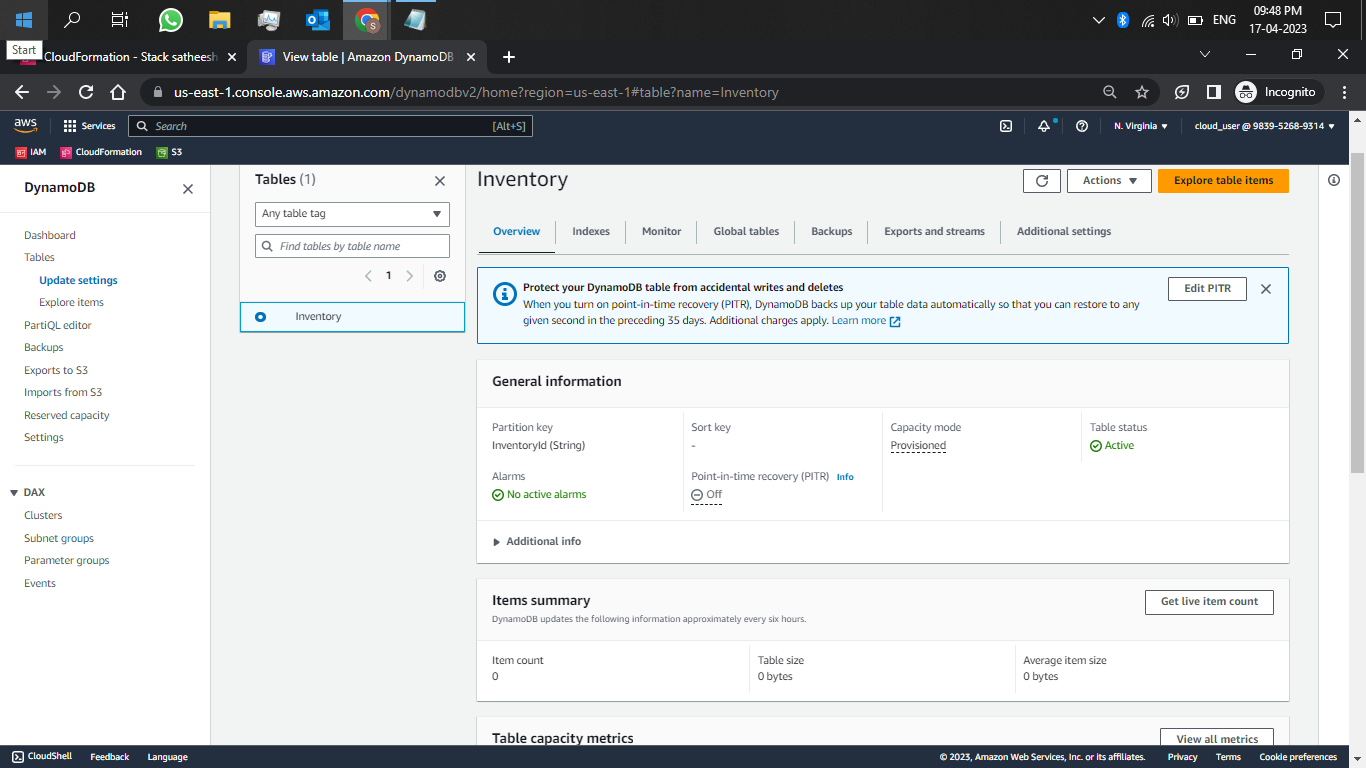 09:48 PM
ENG
17-04-2023
Start
CloudFormation - Stack satheesh
View table | Amazon DynamoDB
us-east-1.console.aws.amazon.com/dynamodbv2/home?region=us-east-1#table?name=Inventory
Incognito
aws
Services
Search
[Alt+S]
N. Virginia
cloud_user @ 9839-5268-9314
IAM
CloudFormation
S3
DynamoDB
Dashboard
Tables
Update settings
Explore items
PartiQL editor
Backups
Exports to S3
Imports from S3
Reserved capacity
Settings
DAX
Clusters
Subnet groups
Parameter groups
Events
Tables (1)
Any table tag
Find tables by table name
1
Inventory
Inventory
Actions
Explore table items
Overview
Indexes
Monitor
Global tables
Backups
Exports and streams
Additional settings
Protect your DynamoDB table from accidental writes and deletes
When you turn on point-in-time recovery (PITR), DynamoDB backs up your table data automatically so that you can restore to any
given second in the preceding 35 days. Additional charges apply. Learn more
Edit PITR
General information
Partition key
InventoryId (String)
Sort key
-
Capacity mode
Provisioned
Table status
Active
Alarms
No active alarms
Point-in-time recovery (PITR) Info
Off
Additional info
Items summary
DynamoDB updates the following information approximately every six hours.
Get live item count
Item count
0
Table size
0 bytes
Average item size
0 bytes
Table capacity metrics
View all metrics
CloudShell
Feedback
Language
© 2023, Amazon Web Services, Inc. or its affiliates.
Privacy
Terms
Cookie preferences